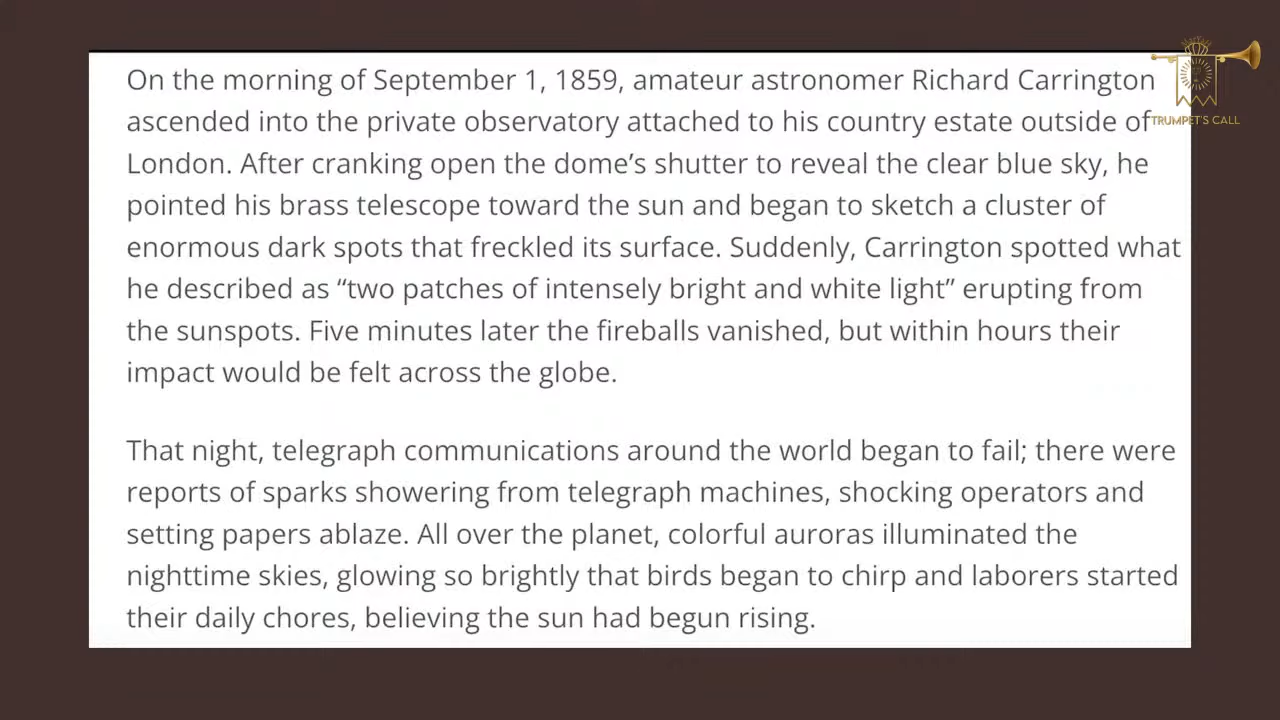 On the morning of September 1, 1859, amateur astronomer Richard Carrington
ascended into the private observatory attached to his country estate outside of
London. After cranking open the dome's shutter to reveal the clear blue sky, he
pointed his brass telescope toward the sun and began to sketch a cluster of
enormous dark spots that freckled its surface. Suddenly, Carrington spotted what
he described as “two patches of intensely bright and white light” erupting from
the sunspots. Five minutes later the fireballs vanished, but within hours their
impact would be felt across the globe.
That night, telegraph communications around the world began to fail; there were
reports of sparks showering from telegraph machines, shocking operators and
setting papers ablaze. All over the planet, colorful auroras illuminated the
nighttime skies, glowing so brightly that birds began to chirp and laborers started
their daily chores, believing the sun had begun rising.
TRUMPET'S CALL